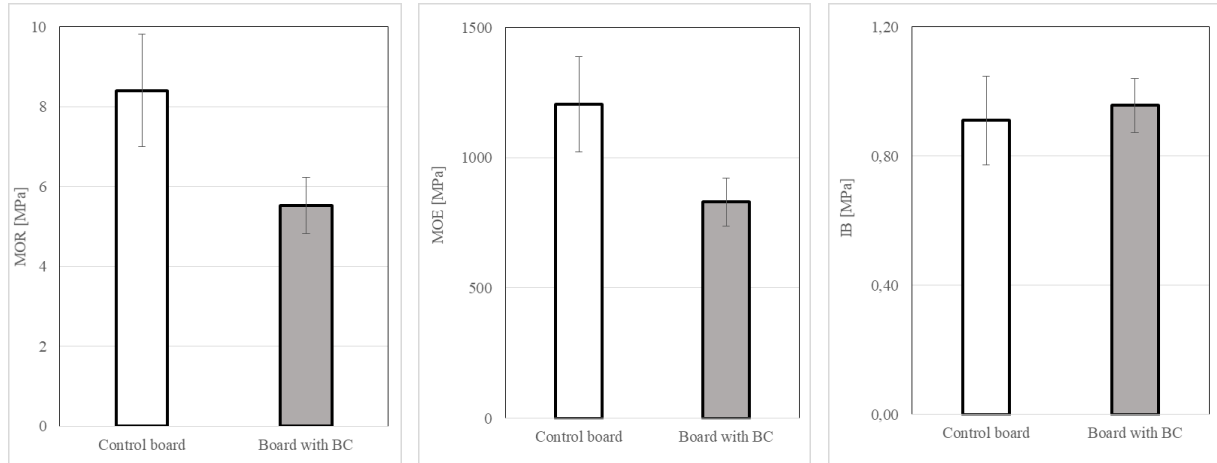 10
8
6
4
2
0
MOR [MPa]
Control board
Board with BC
1500
1000
500
0
MOE [MPa]
Control board
Board with BC
1,20
0,80
0,40
0,00
IB [MPa]
Control board
Board with BC